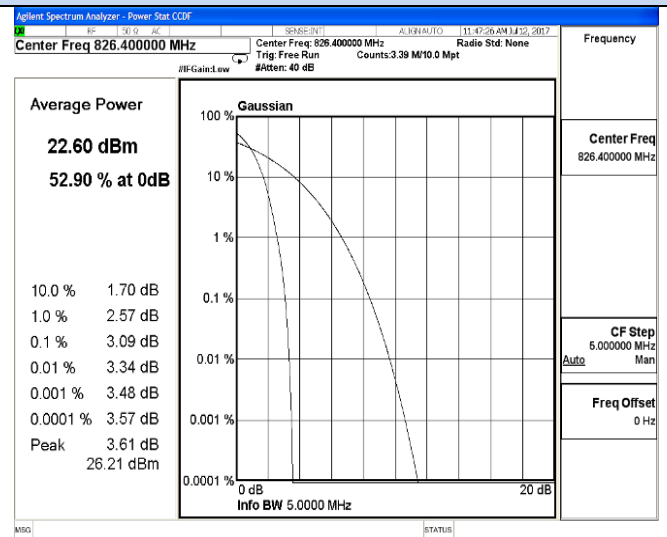 Agilent Spectrum Analyzer - Power Stat CCDF
RF 50 Ω AC SENSE:INT ALIGN AUTO 11:47:26 AM Jul 12, 2017
Center Freq 826.400000 MHz
Center Freq: 826.400000 MHz Radio Std: None
Trig: Free Run Counts:3.39 M/10.0 Mpt
#IFGain:Low #Atten: 40 dB
Frequency
Average Power
22.60 dBm
52.90 % at 0dB
10.0 % 1.70 dB
1.0 % 2.57 dB
0.1 % 3.09 dB
0.01 % 3.34 dB
0.001 % 3.48 dB
0.0001 % 3.57 dB
Peak 3.61 dB
26.21 dBm
Gaussian
100 %
10 %
1 %
0.1 %
0.01 %
0.001 %
0.0001 %
0 dB 20 dB
Info BW 5.0000 MHz
Center Freq
826.400000 MHz
CF Step
5.000000 MHz
Auto Man
Freq Offset
0 Hz
MSG STATUS